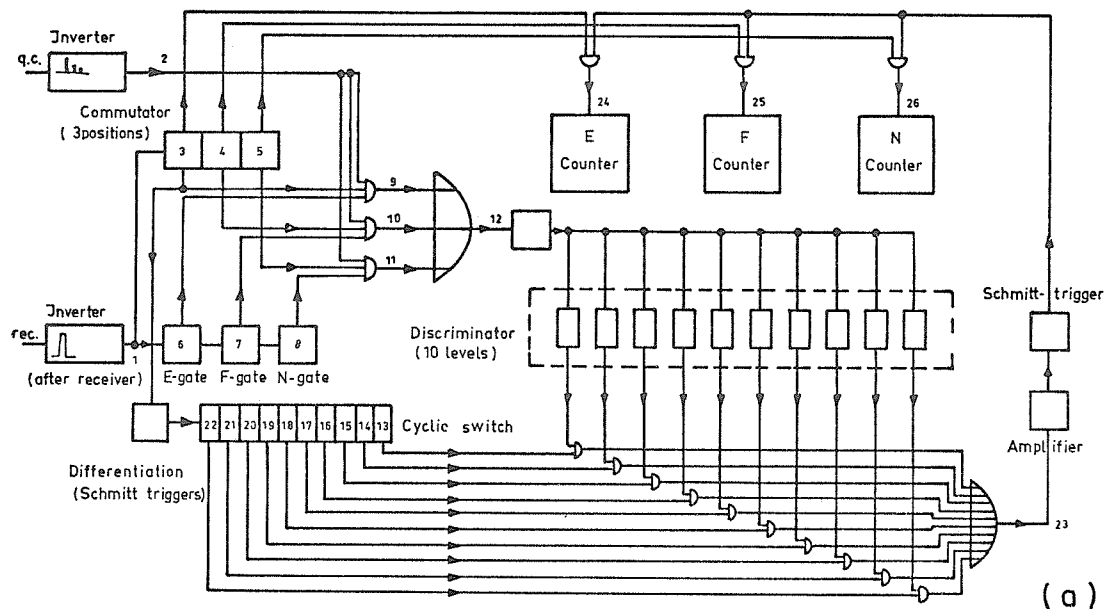 Inverter
q.c.
2
Commutator
( 3positions)
3 4 5
24 25 26
E Counter
F Counter
N Counter
9
10
11
12
Inverter
rec.
1
(after receiver)
6 7 8
E-gate F-gate N-gate
Discriminator
(10 levels)
Schmitt-trigger
Amplifier
22 21 20 19 18 17 16 15 14 13
Cyclic switch
Differentiation
(Schmitt triggers)
23
(a)